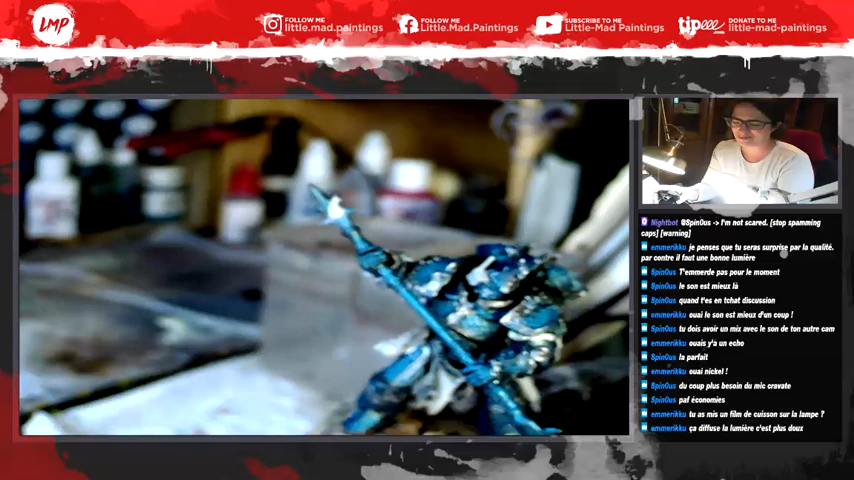 LMP
FOLLOW ME
little.mad.paintings
FOLLOW ME
Little.Mad.Paintings
SUBSCRIBE TO ME
Little-Mad Paintings
tipeee
DONATE TO ME
little-mad-paintings
Nightbot @Spin0us -> I'm not scared. [stop spamming
caps] [warning]
emmerikku je penses que tu seras surprise par la qualité.
par contre il faut une bonne lumière
Spin0us T'emmerde pas pour le moment
Spin0us le son est mieux là
Spin0us quand t'es en tchat discussion
emmerikku ouai le son est mieux d'un coup !
Spin0us tu dois avoir un mix avec le son de ton autre cam
emmerikku ouais y'a un echo
Spin0us la parfait
emmerikku ouai nickel !
Spin0us du coup plus besoin du mic cravate
Spin0us paf économies
emmerikku tu as mis un film de cuisson sur la lampe ?
emmerikku ça diffuse la lumière c'est plus doux